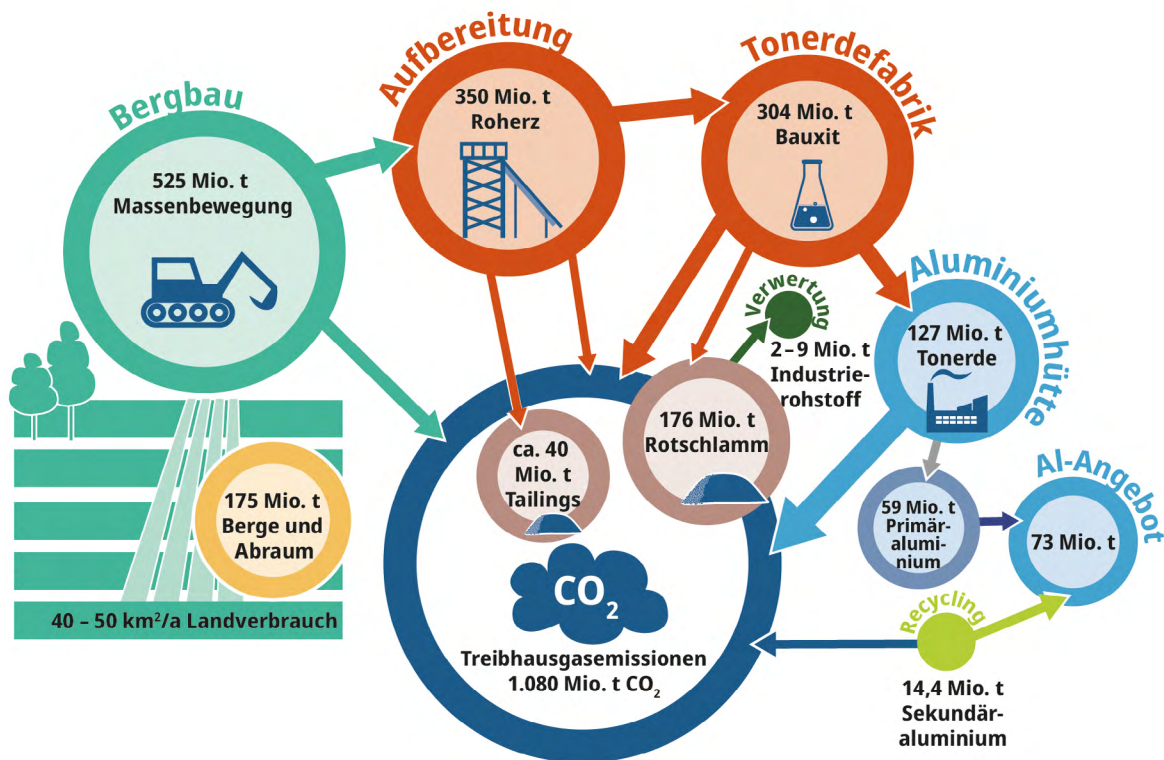 Bergbau
525 Mio. t
Massenbewegung
Aufbereitung
350 Mio. t
Roherz
Tonerdefabrik
304 Mio. t
Bauxit
Aluminiumhütte
127 Mio. t
Tonerde
Verwertung
2–9 Mio. t
Industrie-
rohstoff
176 Mio. t
Rotschlamm
ca. 40
Mio. t
Tailings
175 Mio. t
Berge und
Abraum
40 – 50 km²/a Landverbrauch
59 Mio. t
Primär-
alumi-
nium
Al-Angebot
73 Mio. t
CO₂
Treibhausgasemissionen
1.080 Mio. t CO₂
Recycling
14,4 Mio. t
Sekundär-
aluminium